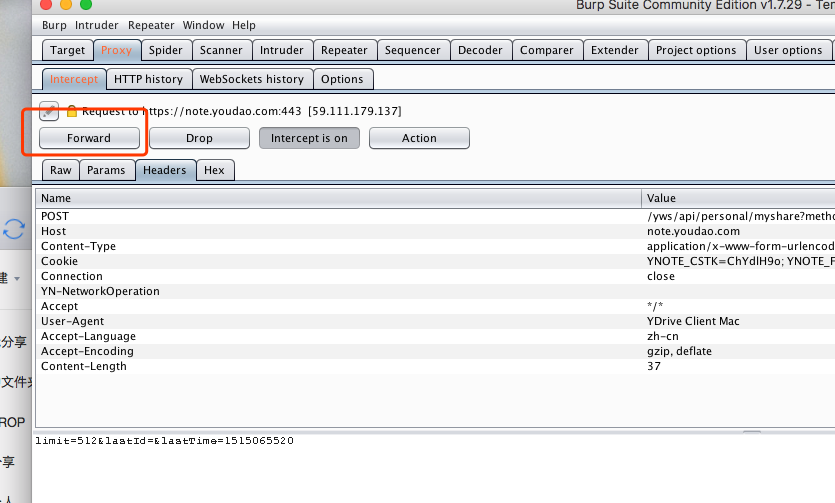 Burp Suite Community Edition v1.7.29 - Ter
Burp Intruder Repeater Window Help
Target Proxy Spider Scanner Intruder Repeater Sequencer Decoder Comparer Extender Project options User options
Intercept HTTP history WebSockets history Options
Request to https://note.youdao.com:443 [59.111.179.137]
Forward Drop Intercept is on Action
Raw Params Headers Hex
Name Value
POST /yws/api/personal/myshare?metho
Host note.youdao.com
Content-Type application/x-www-form-urlencod
Cookie YNOTE_CSTK=ChYdlH9o; YNOTE_F
建
Connection close
YN-NetworkOperation
Accept */*
User-Agent YDrive Client Mac
Accept-Language zh-cn
分享
Accept-Encoding gzip, deflate
Content-Length 37
文件夹
ROP
limit=512&lastId=&lastTime=1515065520
分享
人